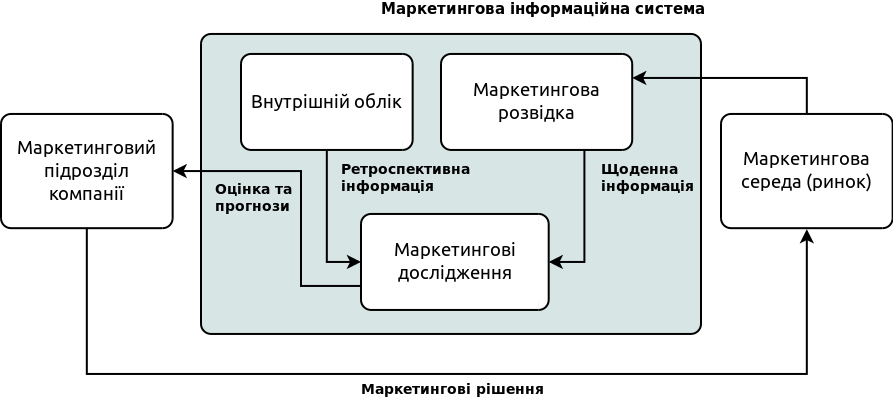 Маркетингова інформаційна система
Внутрішній облік
Маркетингова
розвідка
Маркетинговий
підрозділ
компанії
Маркетингова
середа (ринок)
Оцінка та
прогнози
Ретроспективна
інформація
Щоденна
інформація
Маркетингові
дослідження
Маркетингові рішення